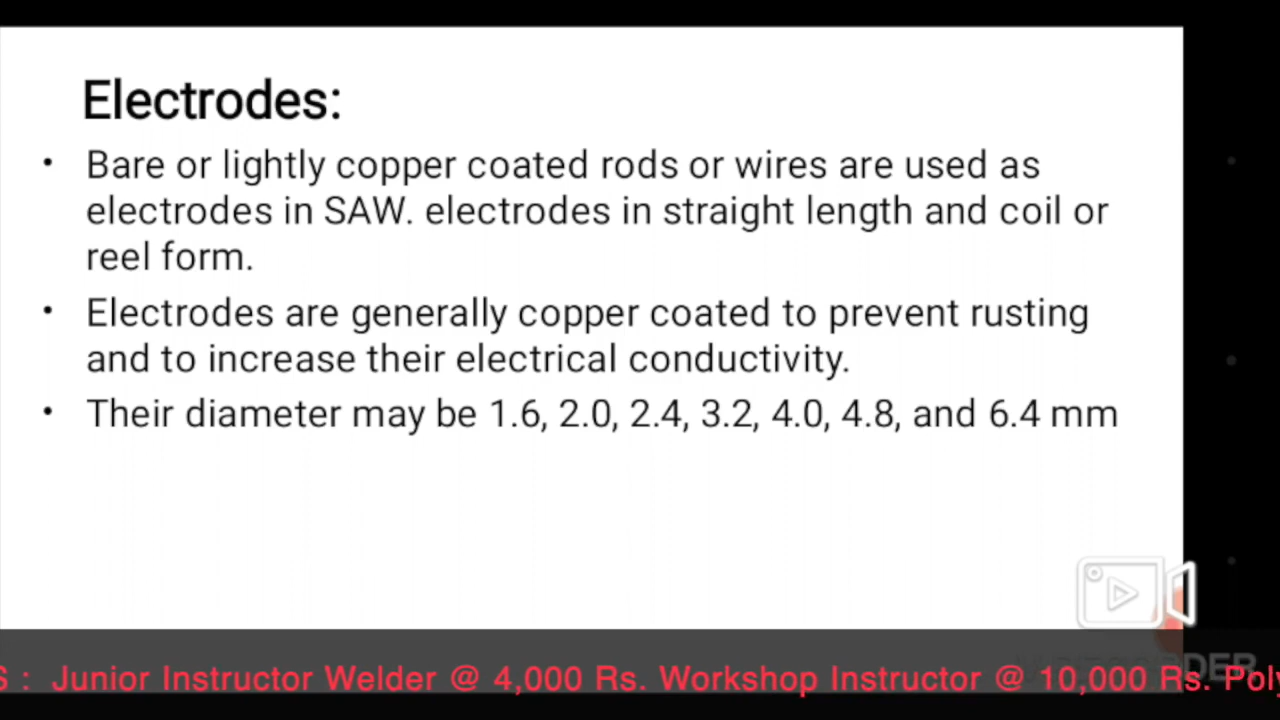 Electrodes:
• Bare or lightly copper coated rods or wires are used as
electrodes in SAW. electrodes in straight length and coil or
reel form.
• Electrodes are generally copper coated to prevent rusting
and to increase their electrical conductivity.
• Their diameter may be 1.6, 2.0, 2.4, 3.2, 4.0, 4.8, and 6.4 mm
S : Junior Instructor Welder @ 4,000 Rs. Workshop Instructor @ 10,000 Rs. Poly